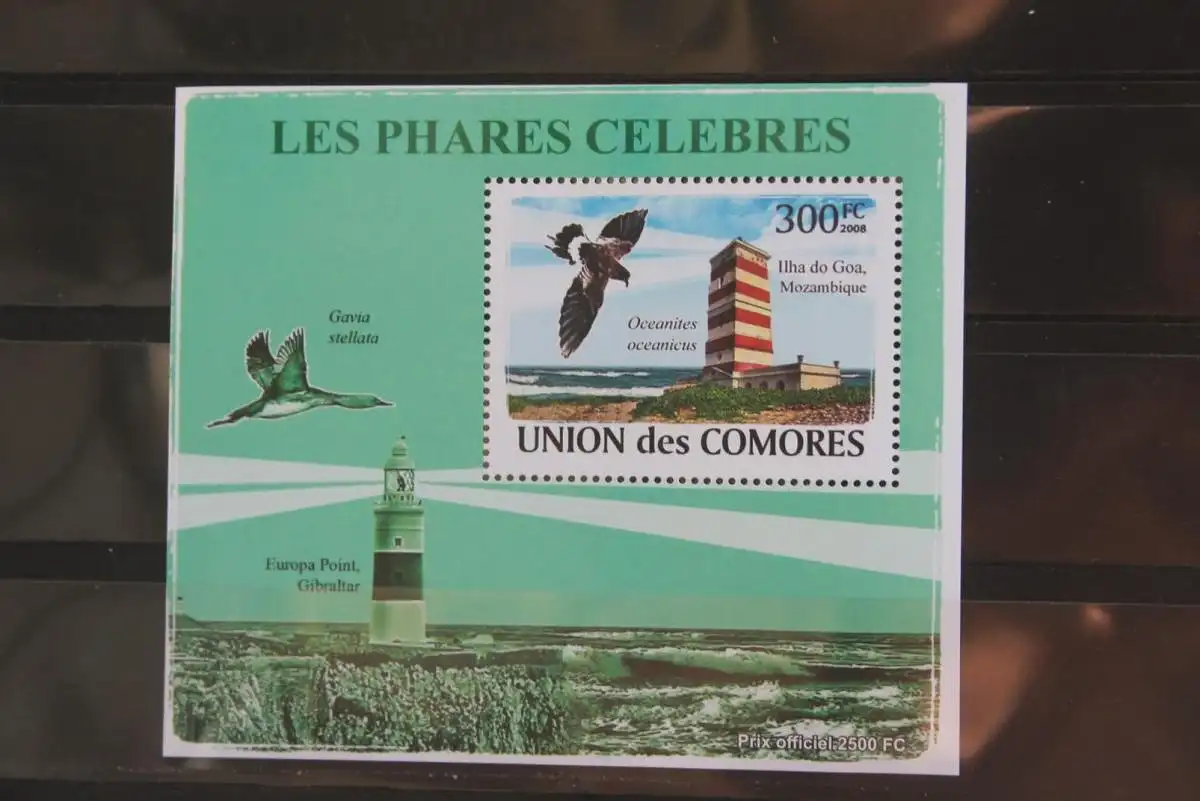 LES PHARES CELEBRES
300FC
2008
Ilha do Goa,
Mozambique
Oceanites
oceanicus
UNION des COMORES
Gavia
stellata
Europa Point,
Gibraltar
Prix officiel:2500 FC